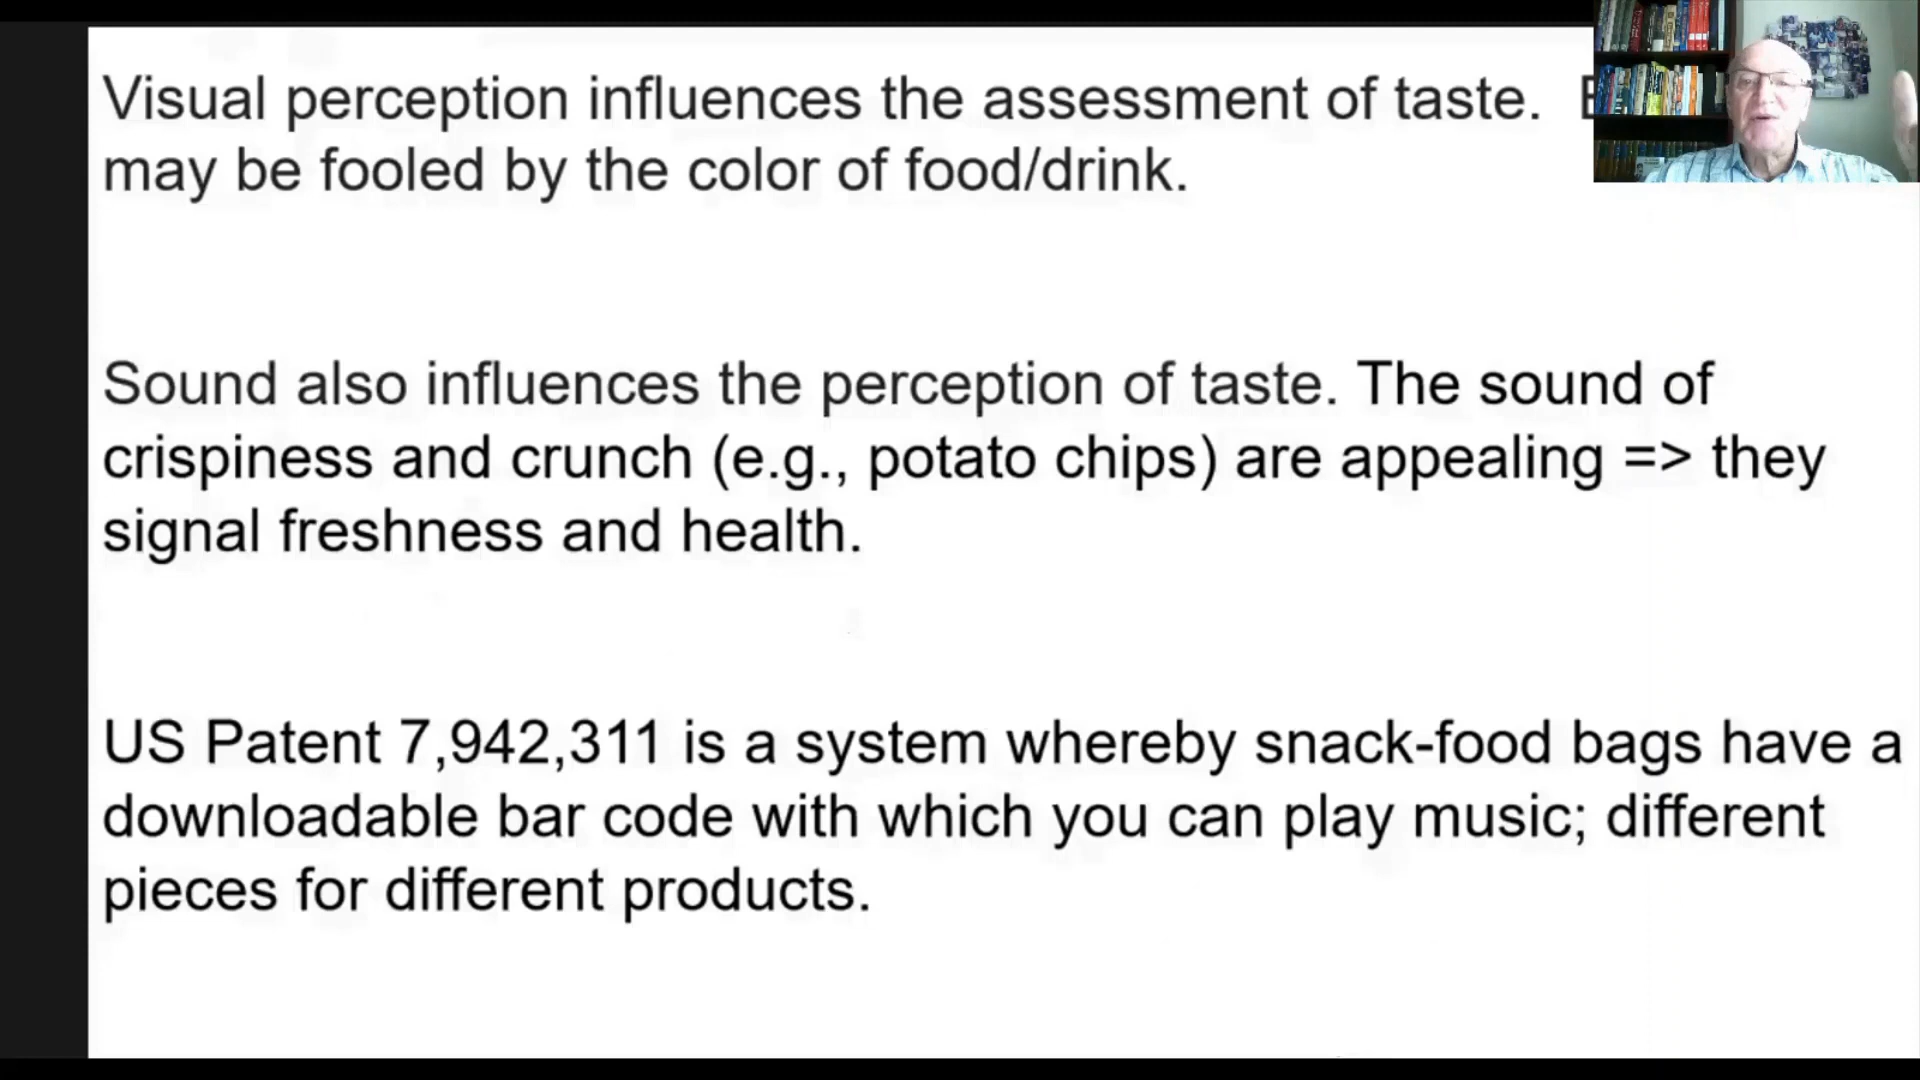 Visual perception influences the assessment of taste.
may be fooled by the color of food/drink.
Sound also influences the perception of taste. The sound of
crispiness and crunch (e.g., potato chips) are appealing => they
signal freshness and health.
US Patent 7,942,311 is a system whereby snack-food bags have a
downloadable bar code with which you can play music; different
pieces for different products.